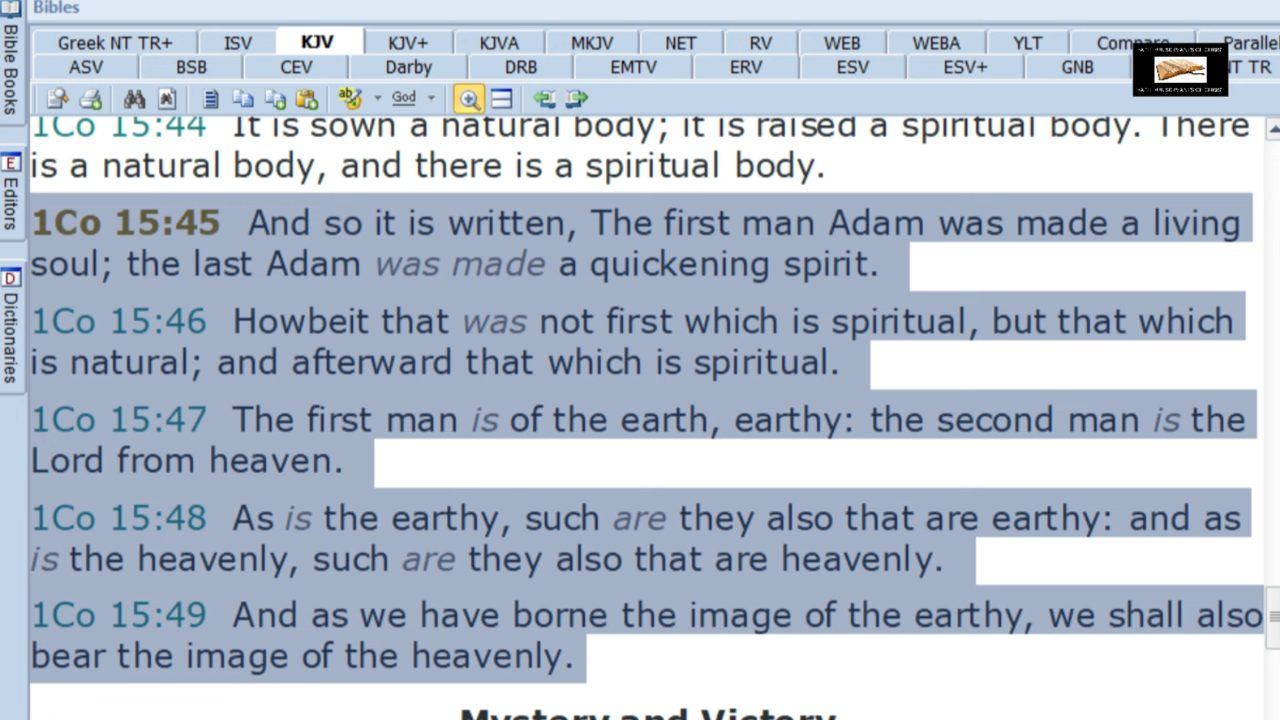 Bibles
Bible Books
Editors
Dictionaries
Greek NT TR+ ISV KJV KJV+ KJVA MKJV NET RV WEB WEBA YLT Parallel
ASV BSB CEV Darby DRB EMTV ERV ESV ESV+ GNB NT TR
God
1Co 15:44 It is sown a natural body; it is raised a spiritual body. There
is a natural body, and there is a spiritual body.
1Co 15:45 And so it is written, The first man Adam was made a living
soul; the last Adam was made a quickening spirit.
1Co 15:46 Howbeit that was not first which is spiritual, but that which
is natural; and afterward that which is spiritual.
1Co 15:47 The first man is of the earth, earthy: the second man is the
Lord from heaven.
1Co 15:48 As is the earthy, such are they also that are earthy: and as
is the heavenly, such are they also that are heavenly.
1Co 15:49 And as we have borne the image of the earthy, we shall also
bear the image of the heavenly.
Mystery and Victory